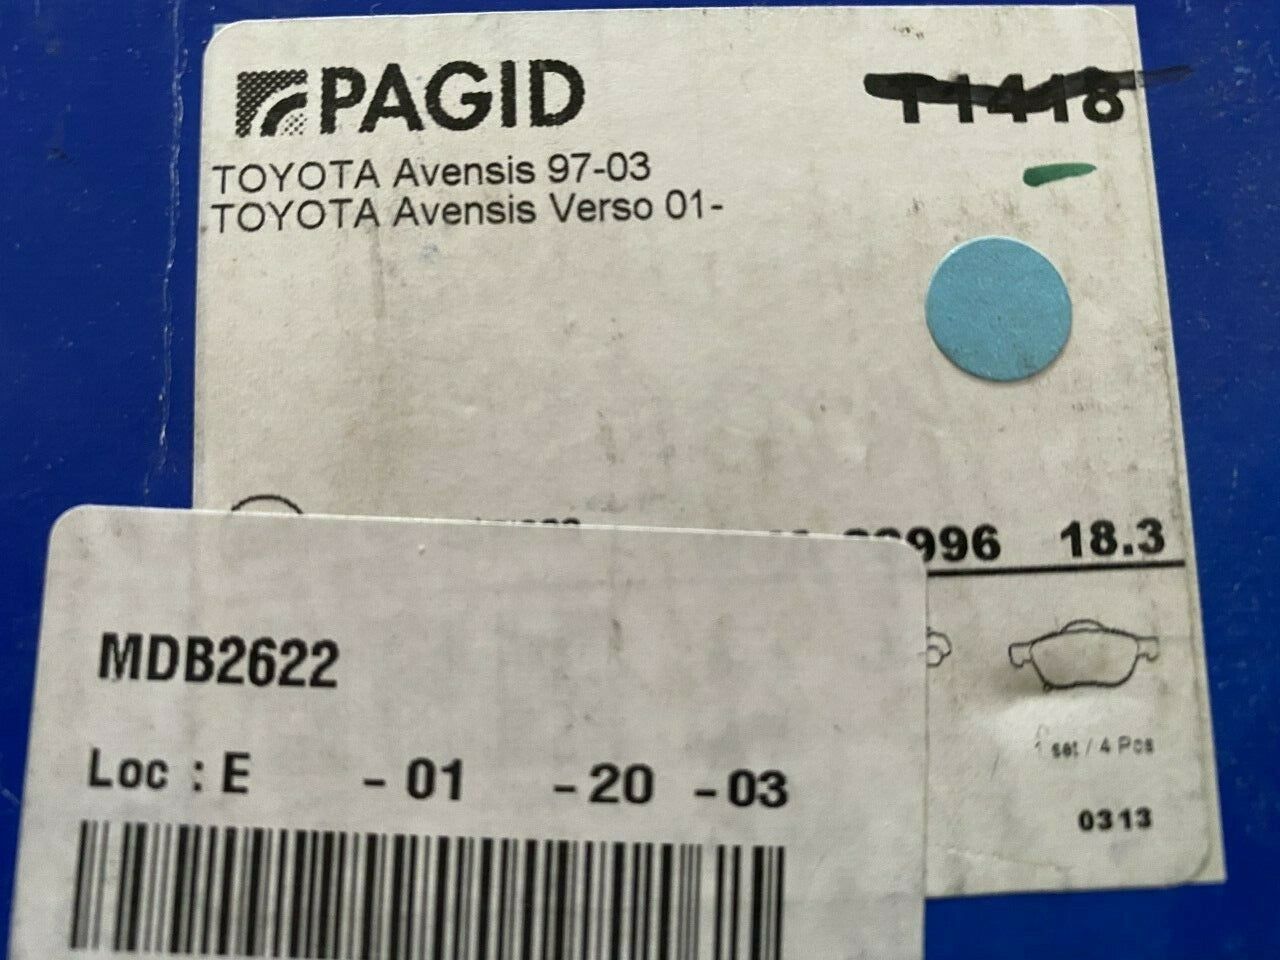 PAGID
T1418
TOYOTA Avensis 97-03
TOYOTA Avensis Verso 01-
996 18.3
MDB2622
Loc : E - 01 - 20 - 03
1 set / 4 Pcs
0313